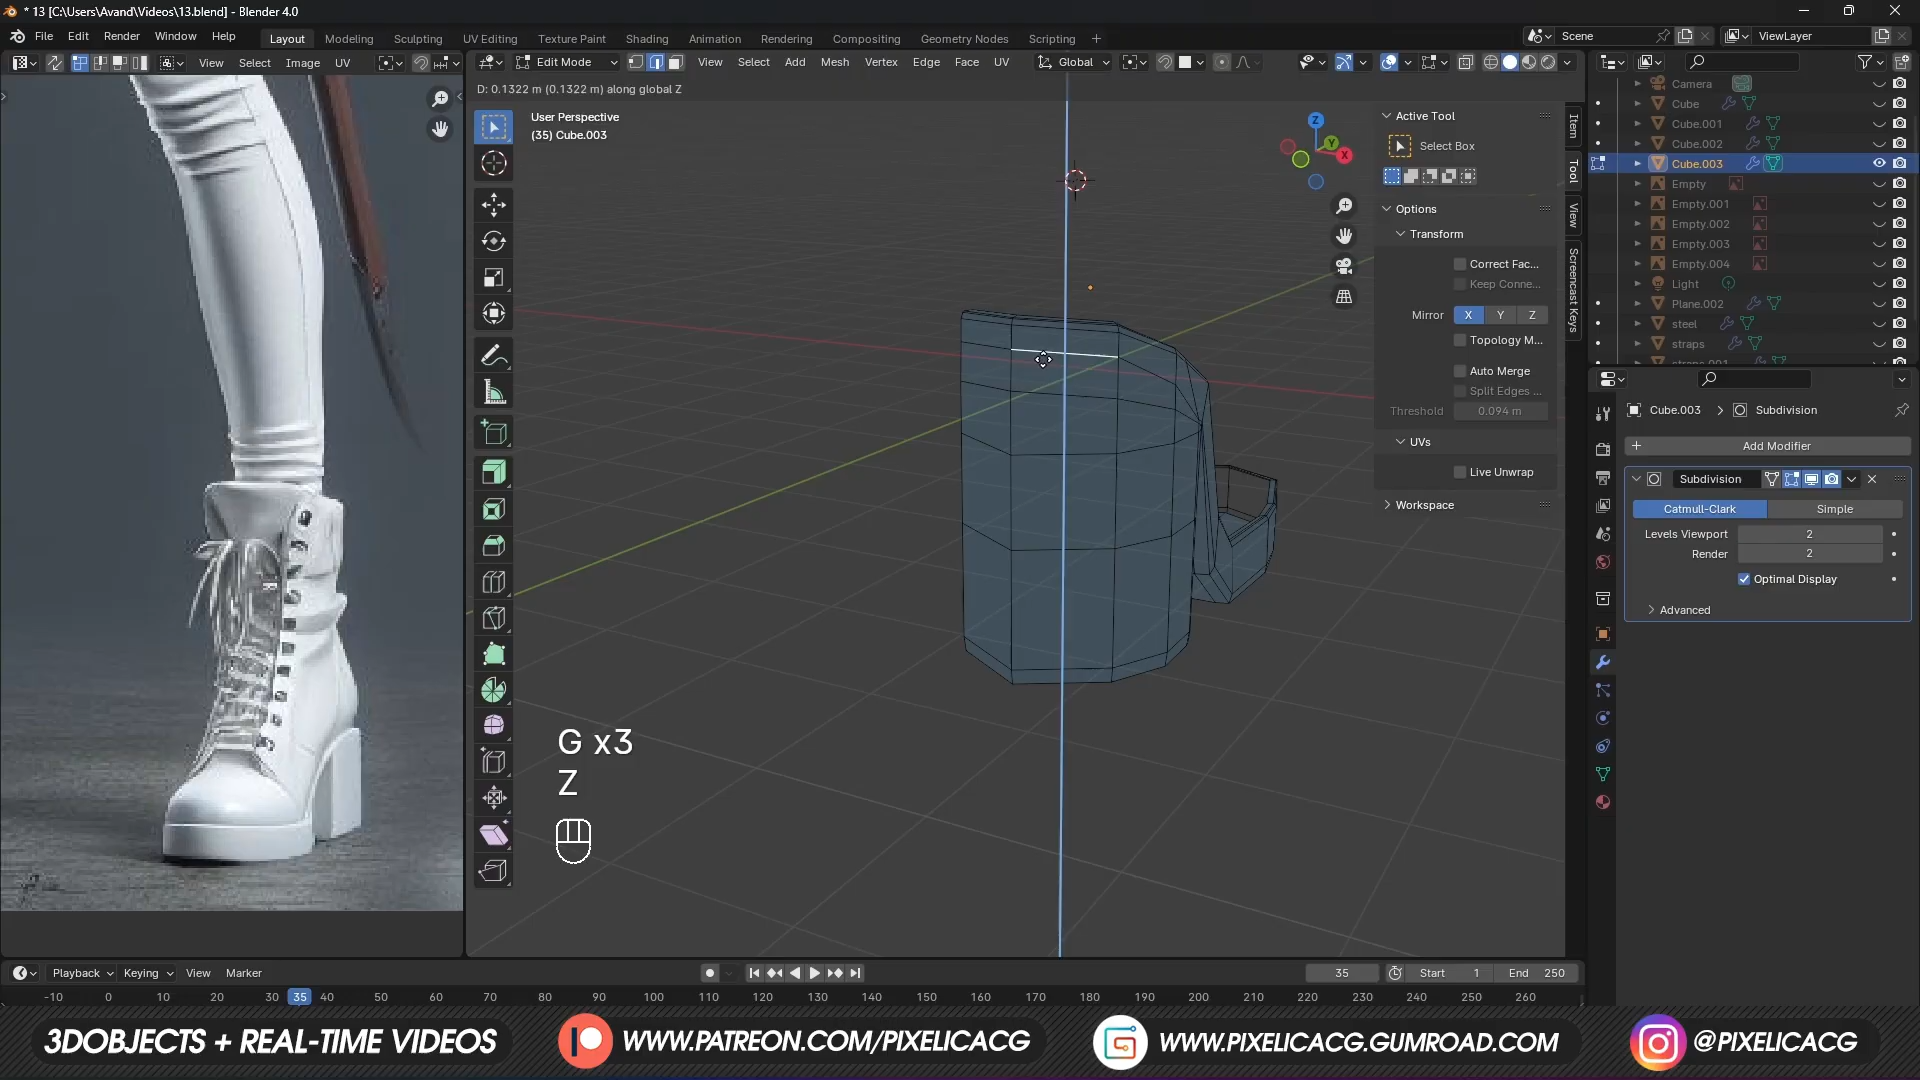 * 13 [C:\Users\Avand\Videos\13.blend] - Blender 4.0
File Edit Render Window Help
Layout Modeling Sculpting UV Editing Texture Paint Shading Animation Rendering Compositing Geometry Nodes Scripting +
Scene
ViewLayer
View Select Image UV
Edit Mode
View Select Add Mesh Vertex Edge Face UV
Global
D: 0.1322 m (0.1322 m) along global Z
User Perspective
(35) Cube.003
Z
Y
X
Active Tool
Select Box
Options
Transform
Correct Fac...
Keep Conne...
Mirror X Y Z
Topology M...
Auto Merge
Split Edges ...
Threshold 0.094 m
UVs
Live Unwrap
Workspace
Item
Tool
View
Screencast Keys
Camera
Cube
Cube.001
Cube.002
Cube.003
Empty
Empty.001
Empty.002
Empty.003
Empty.004
Light
Plane.002
steel
straps
straps.001
Cube.003 > Subdivision
+ Add Modifier
Subdivision
Catmull-Clark Simple
Levels Viewport 2
Render 2
Optimal Display
Advanced
G x3
Z
Playback Keying View Marker
35 Start 1 End 250
-10 0 10 20 30 35 40 50 60 70 80 90 100 110 120 130 140 150 160 170 180 190 200 210 220 230 240 250 260
3DOBJECTS + REAL-TIME VIDEOS
WWW.PATREON.COM/PIXELICACG
WWW.PIXELICACG.GUMROAD.COM
@PIXELICACG